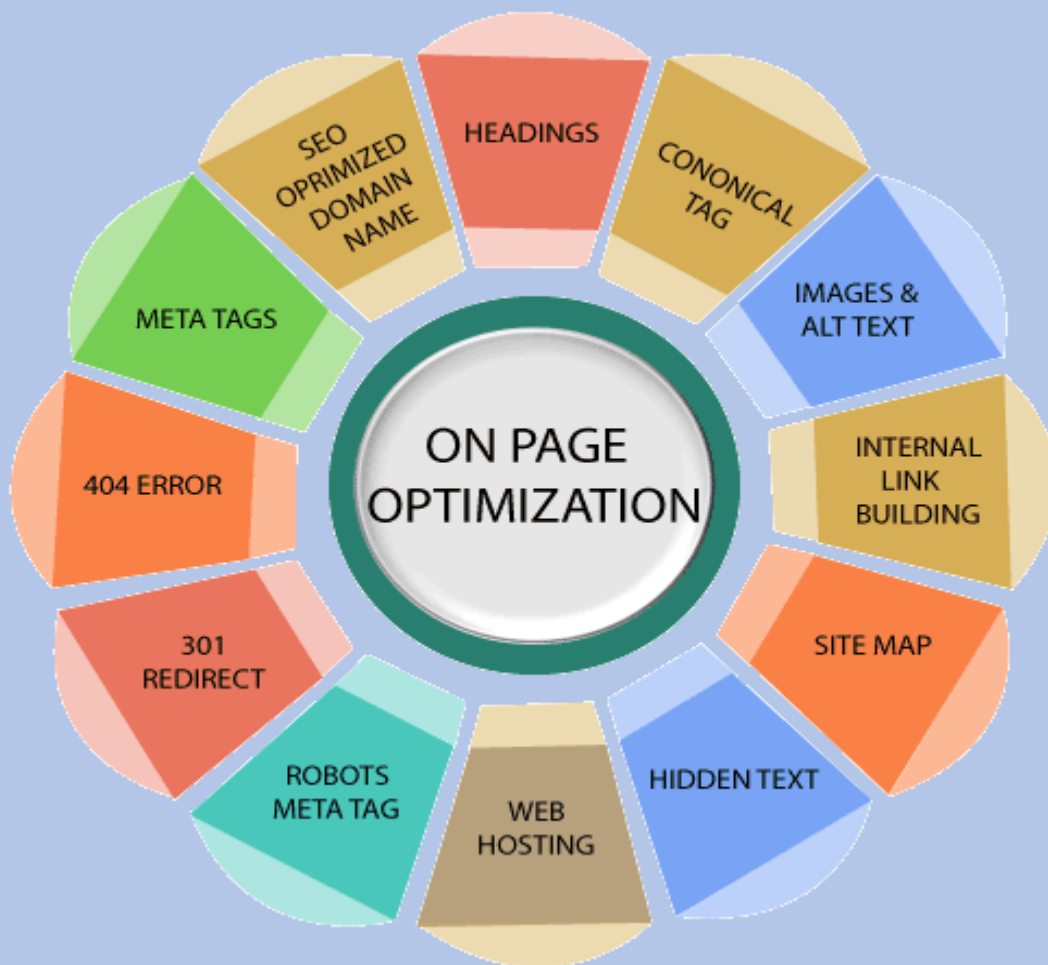 HEADINGS
CONONICAL
TAG
IMAGES &
ALT TEXT
INTERNAL
LINK
BUILDING
SITE MAP
HIDDEN TEXT
WEB
HOSTING
ROBOTS
META TAG
301
REDIRECT
404 ERROR
META TAGS
SEO
OPRIMIZED
DOMAIN
NAME
ON PAGE
OPTIMIZATION